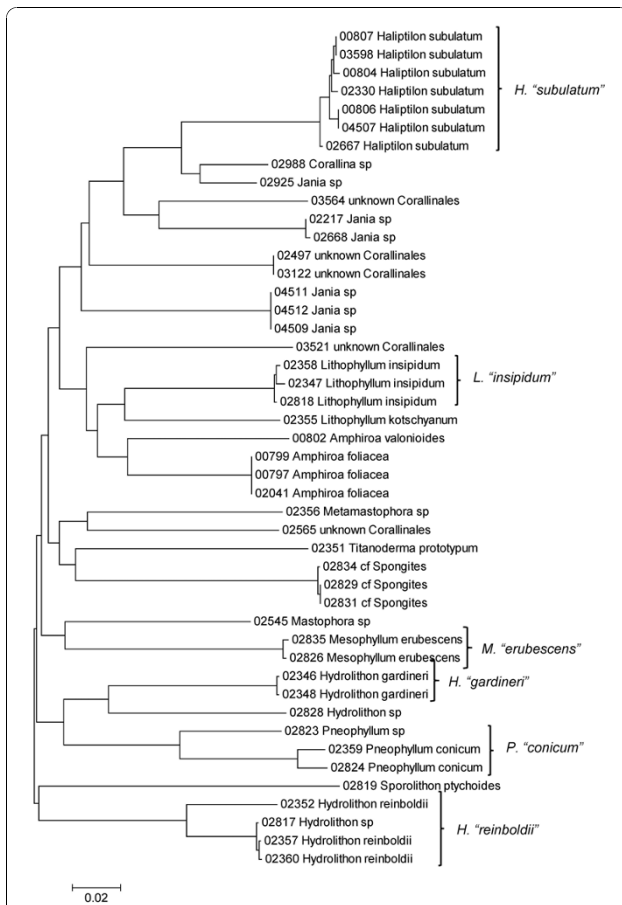 00807 Haliptilon subulatum
03598 Haliptilon subulatum
00804 Haliptilon subulatum
02330 Haliptilon subulatum
H. “subulatum”
00806 Haliptilon subulatum
04507 Haliptilon subulatum
02667 Haliptilon subulatum
02988 Corallina sp
02925 Jania sp
03564 unknown Corallinales
02217 Jania sp
02668 Jania sp
02497 unknown Corallinales
03122 unknown Corallinales
04511 Jania sp
04512 Jania sp
04509 Jania sp
03521 unknown Corallinales
02358 Lithophyllum insipidum
02347 Lithophyllum insipidum
L. “insipidum”
02818 Lithophyllum insipidum
02355 Lithophyllum kotschyanum
00802 Amphiroa valonioides
00799 Amphiroa foliacea
00797 Amphiroa foliacea
02041 Amphiroa foliacea
02356 Metamastophora sp
02565 unknown Corallinales
02351 Titanoderma prototypum
02834 cf Spongites
02829 cf Spongites
02831 cf Spongites
02545 Mastophora sp
02835 Mesophyllum erubescens
M. “erubescens”
02826 Mesophyllum erubescens
02346 Hydrolithon gardineri
H. “gardineri”
02348 Hydrolithon gardineri
02828 Hydrolithon sp
02823 Pneophyllum sp
02359 Pneophyllum conicum
P. “conicum”
02824 Pneophyllum conicum
02819 Sporolithon ptychoides
02352 Hydrolithon reinboldii
02817 Hydrolithon sp
H. “reinboldii”
02357 Hydrolithon reinboldii
02360 Hydrolithon reinboldii
0.02